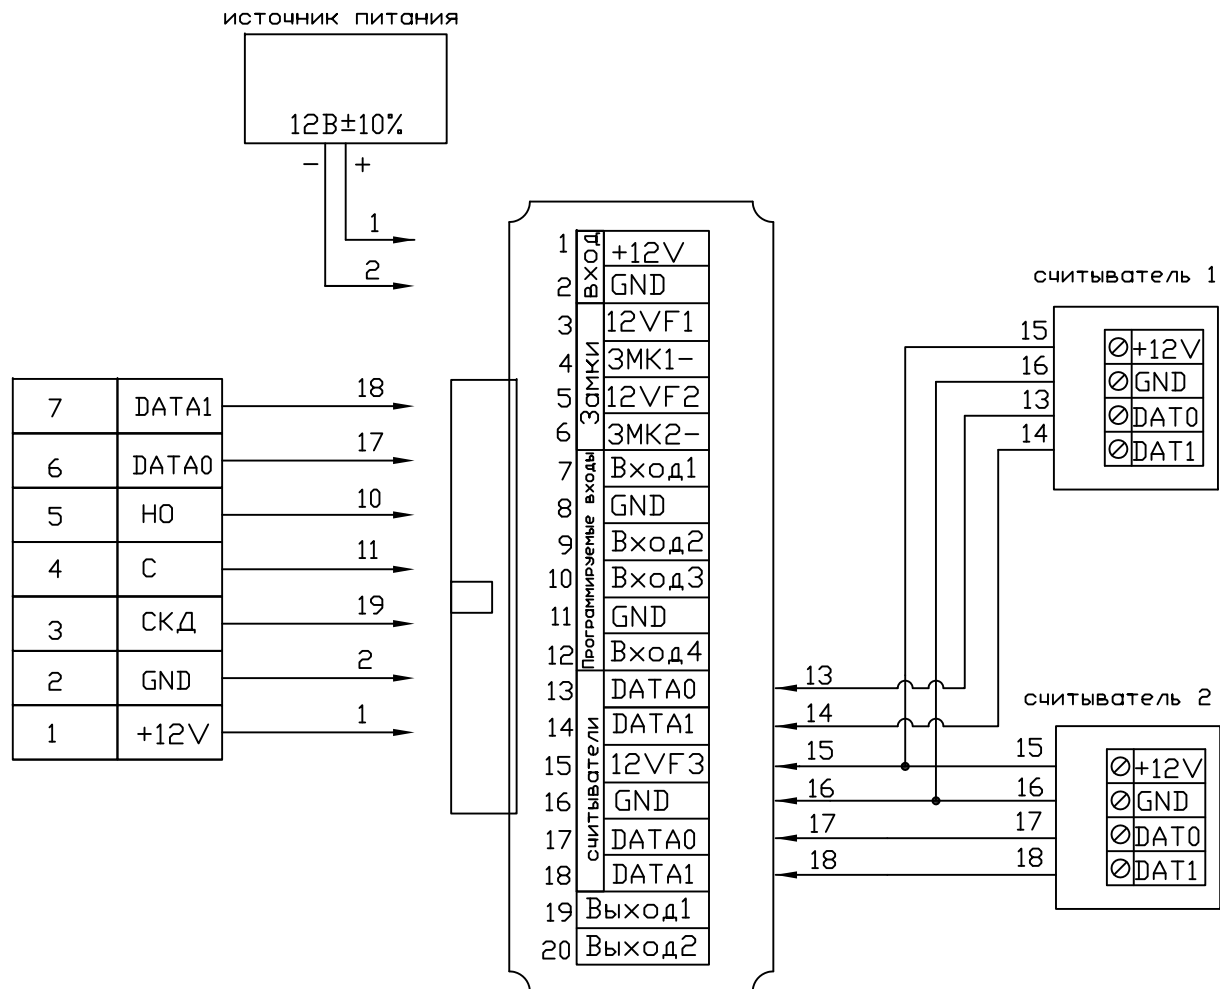 источник питания
12В±10%
- +
1
2
7 DATA1 18
6 DATA0 17
5 НО 10
4 С 11
3 СКД 19
2 GND 2
1 +12V 1
вход
Замки
Программируемые входы
считыватели
1 +12V
2 GND
3 12VF1
4 ЗМК1-
5 12VF2
6 ЗМК2-
7 Вход1
8 GND
9 Вход2
10 Вход3
11 GND
12 Вход4
13 DATA0
14 DATA1
15 12VF3
16 GND
17 DATA0
18 DATA1
19 Выход1
20 Выход2
13
14
15
16
17
18
считыватель 1
15 +12V
16 GND
13 DAT0
14 DAT1
считыватель 2
15 +12V
16 GND
17 DAT0
18 DAT1